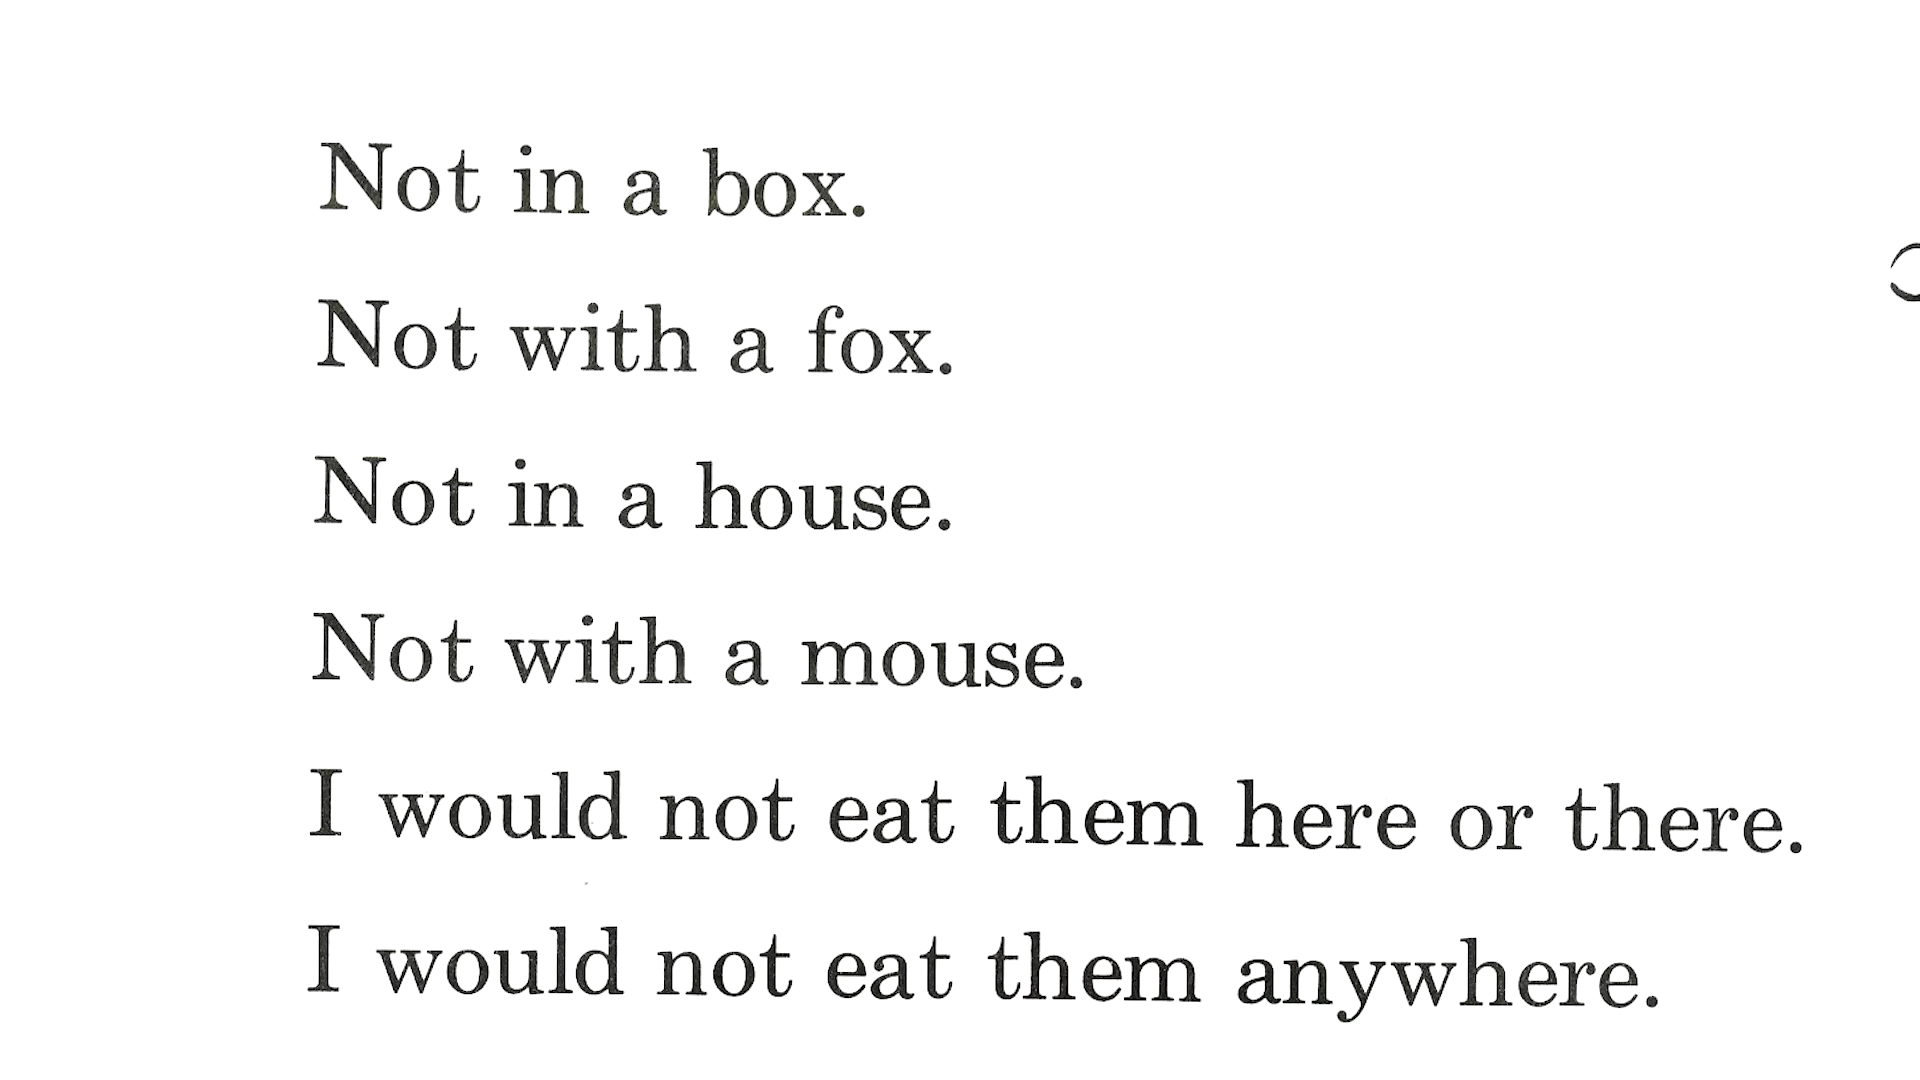 Not in a box.
Not with a fox.
Not in a house.
Not with a mouse.
I would not eat them here or there.
I would not eat them anywhere.